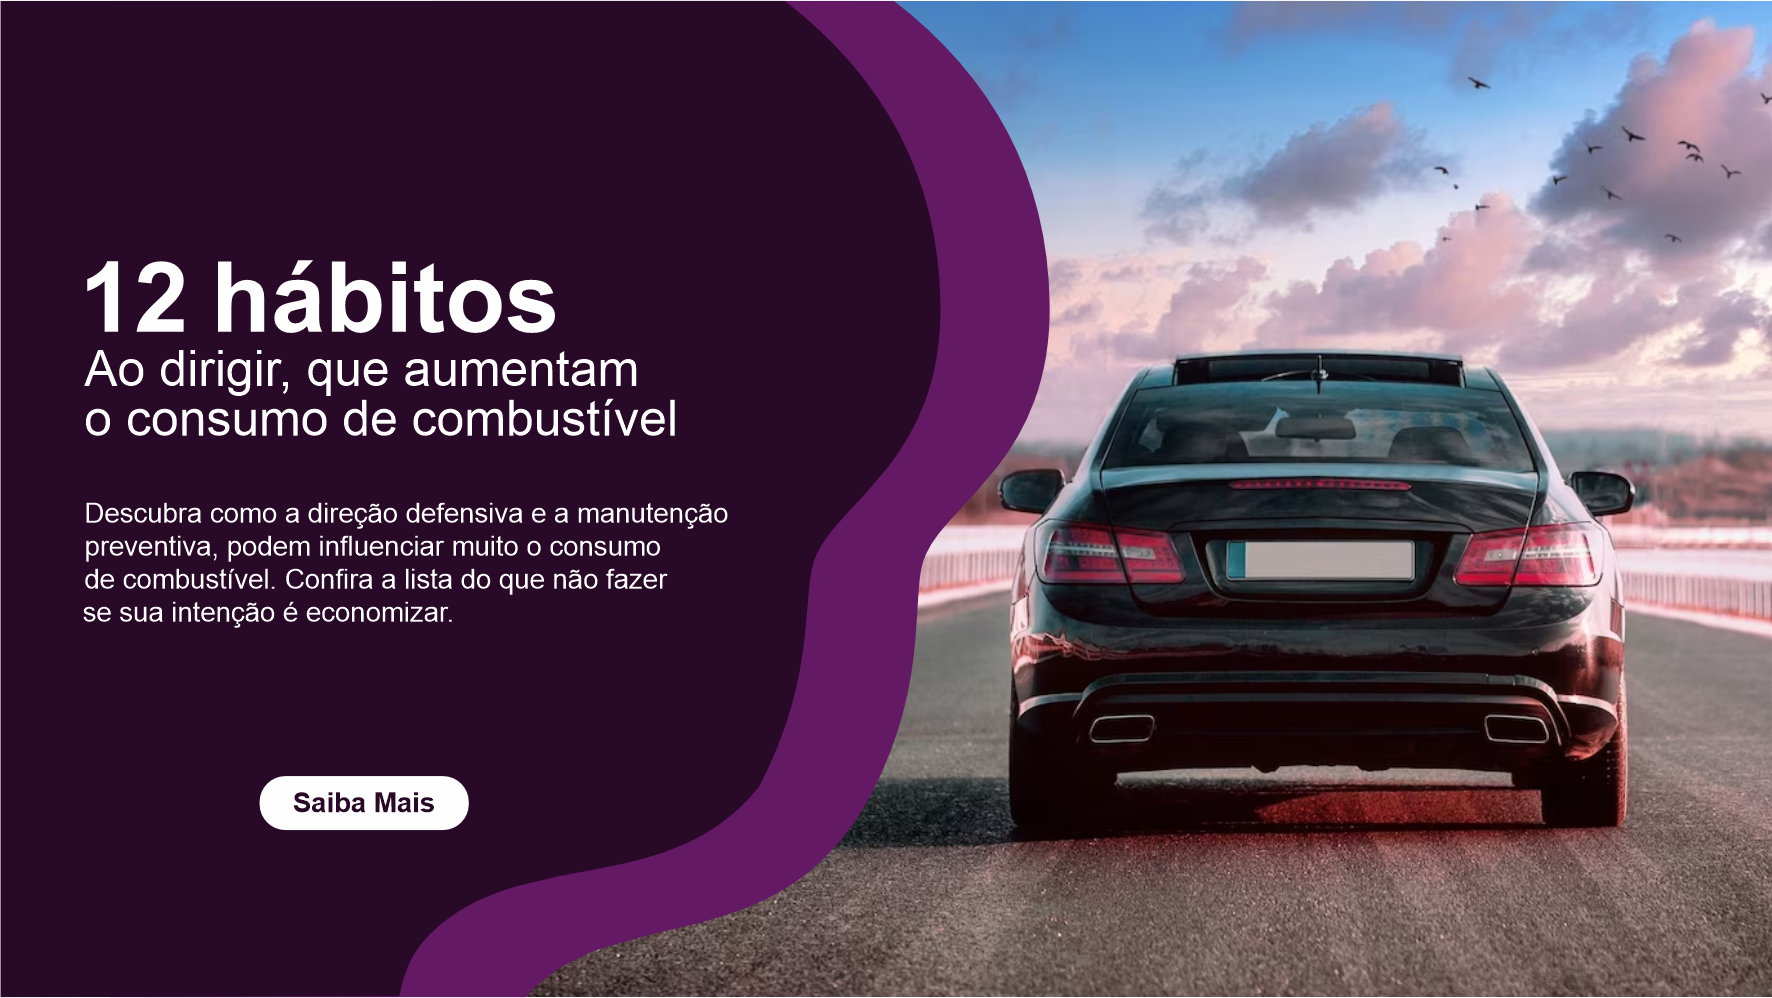 12 hábitos
Ao dirigir, que aumentam
o consumo de combustível
Descubra como a direção defensiva e a manutenção
preventiva, podem influenciar muito o consumo
de combustível. Confira a lista do que não fazer
se sua intenção é economizar.
Saiba Mais